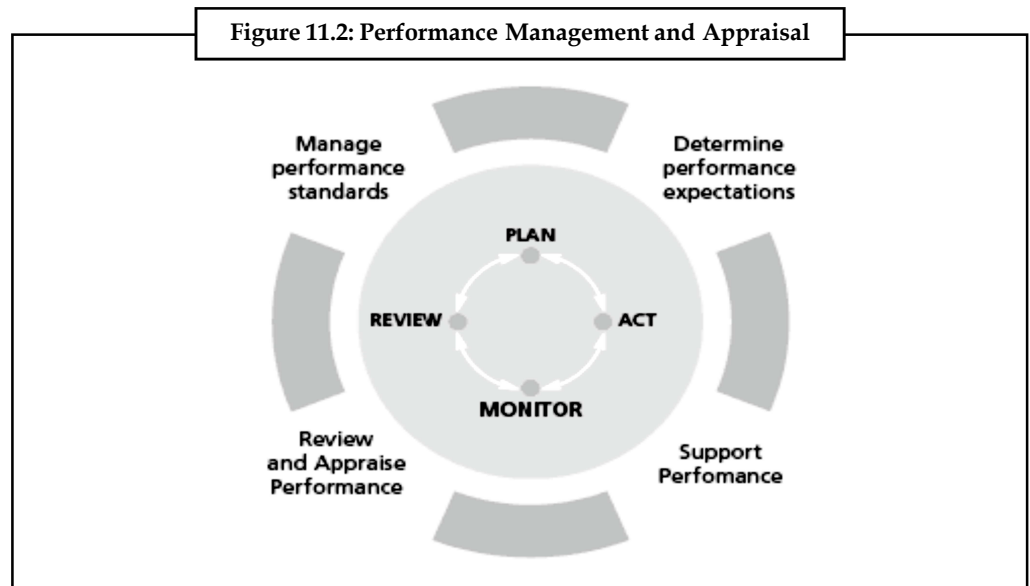 Figure 11.2: Performance Management and Appraisal
Manage
performance
standards
Determine
performance
expectations
PLAN
REVIEW
ACT
MONITOR
Review
and Appraise
Performance
Support
Perfomance